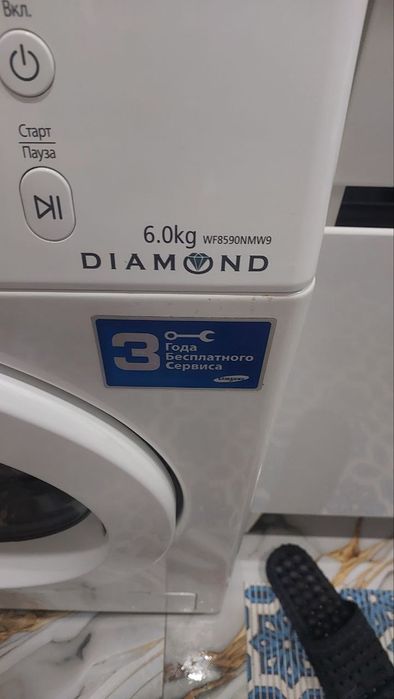 Вкл.
Старт
Пауза
6.0kg WF8590NMW9
DIAMOND
3 Года
Бесплатного
Сервиса
SAMSUNG